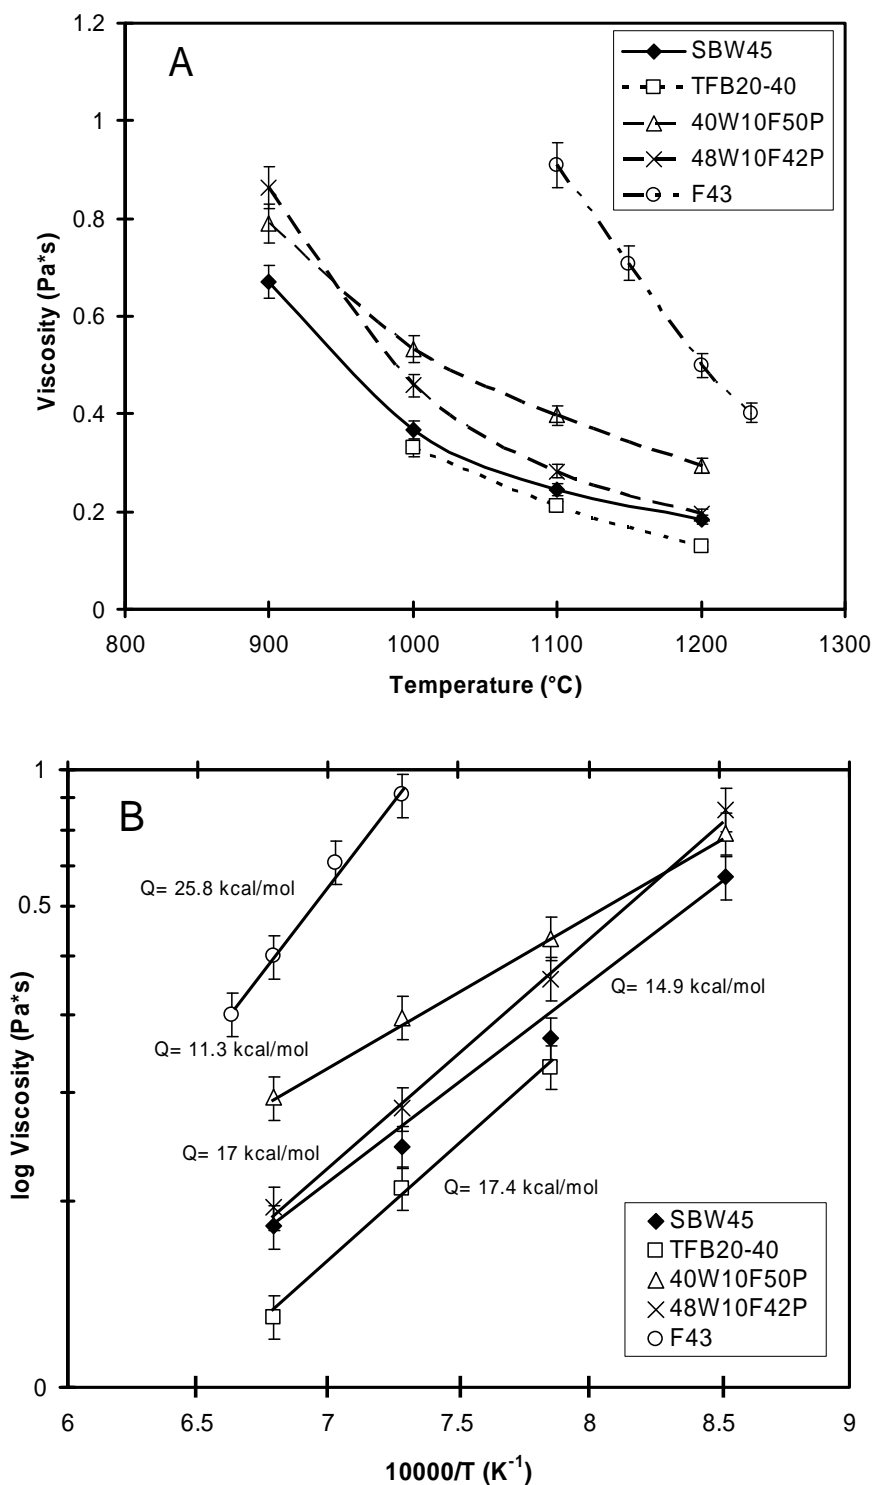 A
1.2
1
0.8
0.6
0.4
0.2
0
Viscosity (Pa*s)
800 900 1000 1100 1200 1300
Temperature (°C)
SBW45
TFB20-40
40W10F50P
48W10F42P
F43
B
1
0.5
0
log Viscosity (Pa*s)
Q= 25.8 kcal/mol
Q= 14.9 kcal/mol
Q= 11.3 kcal/mol
Q= 17 kcal/mol
Q= 17.4 kcal/mol
SBW45
TFB20-40
40W10F50P
48W10F42P
F43
6 7 7.5 8 8.5 9
10000/T (K⁻¹)